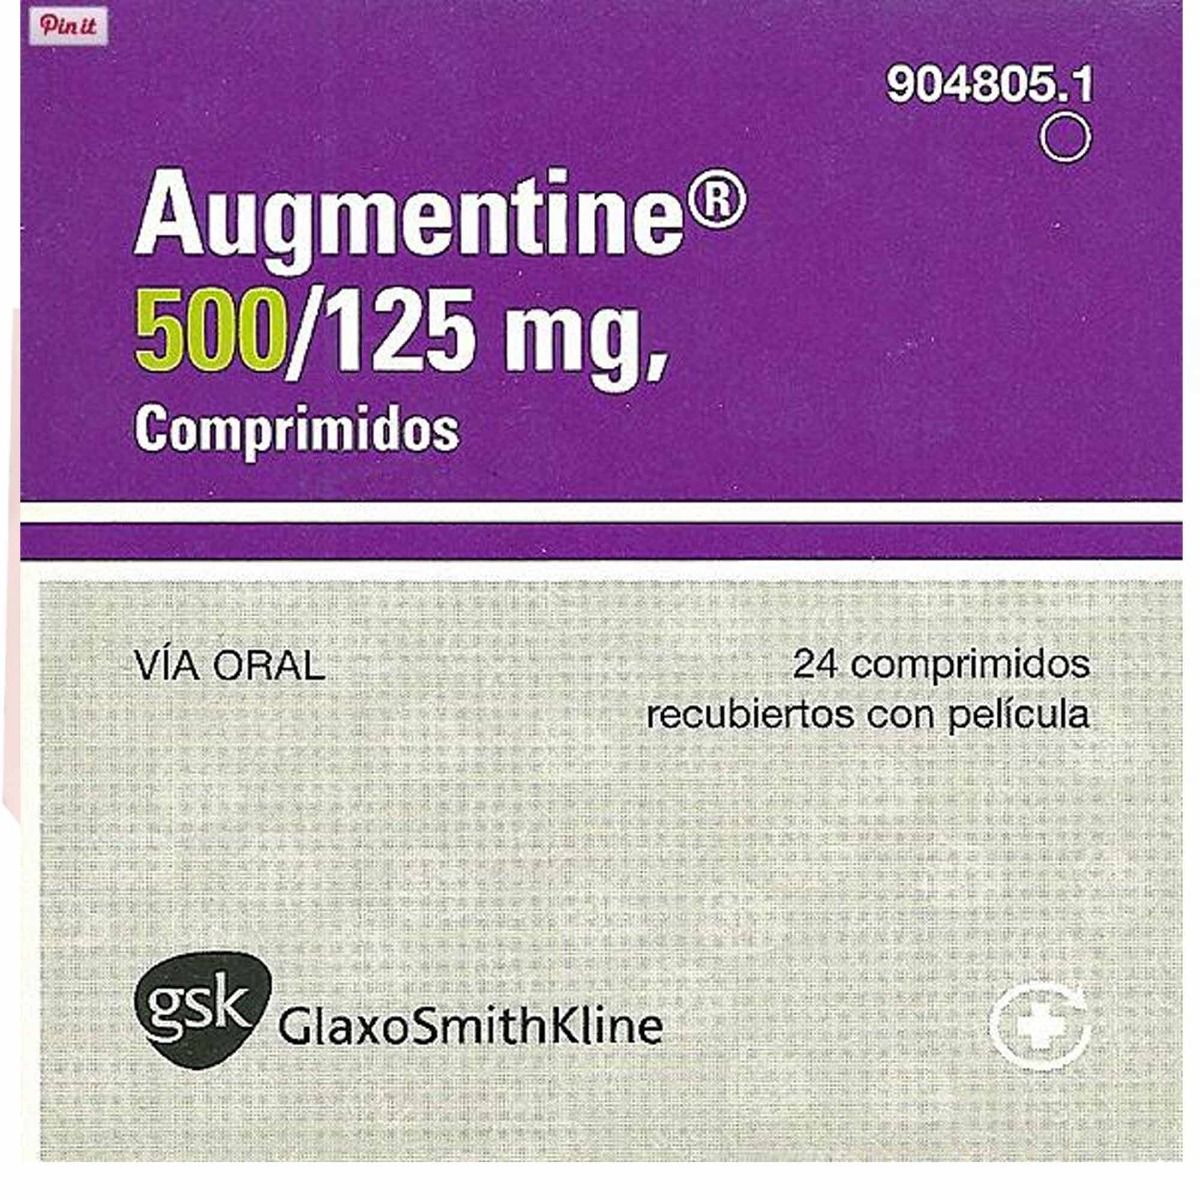 Pin it
904805.1
Augmentine®
500/125 mg,
Comprimidos
VÍA ORAL
24 comprimidos
recubiertos con película
gsk GlaxoSmithKline